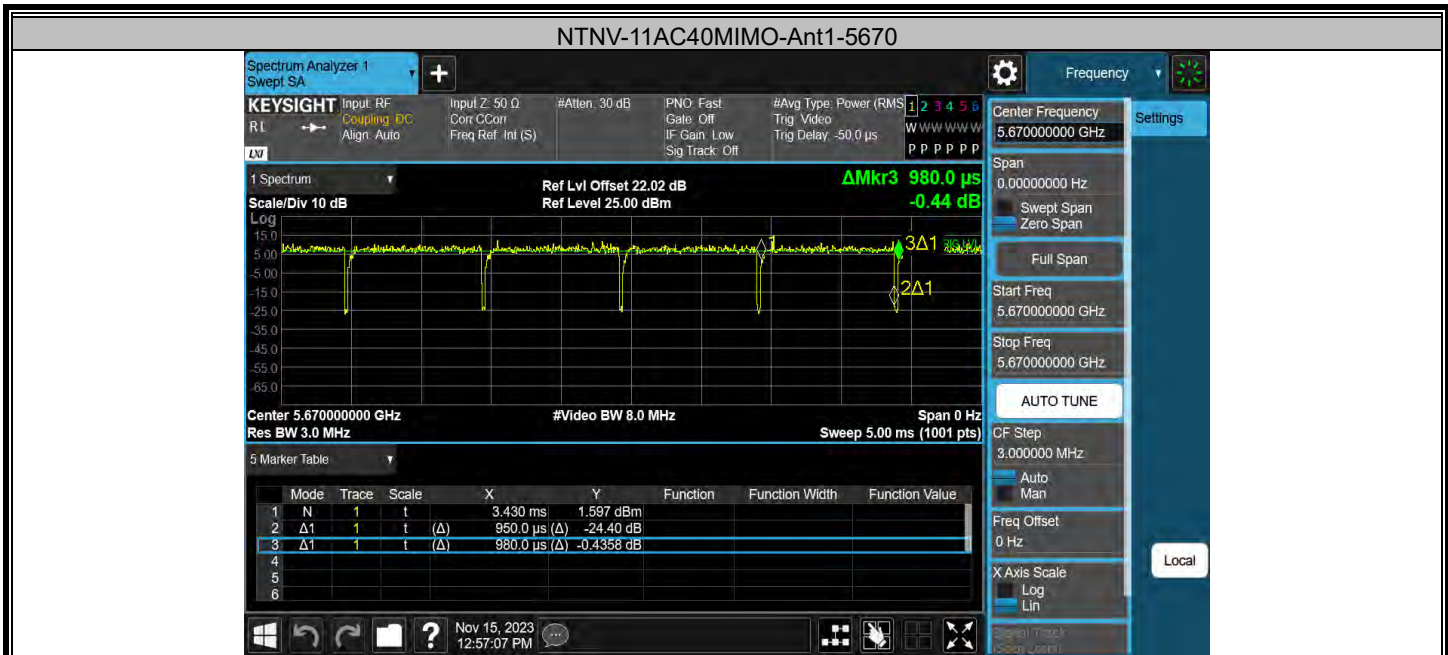 NTNV-11AC40MIMO-Ant1-5670
Spectrum Analyzer 1
Swept SA
+
Frequency
KEYSIGHT
RL
LXI
Input: RF
Coupling: DC
Align: Auto
Input Z: 50 Ω
Corr CCorr
Freq Ref: Int (S)
#Atten: 30 dB
PNO: Fast
Gate: Off
IF Gain: Low
Sig Track: Off
#Avg Type: Power (RMS
Trig: Video
Trig Delay: -50.0 µs
1 2 3 4 5 6
W W W W W W
P P P P P P
Center Frequency
5.670000000 GHz
Settings
1 Spectrum
Scale/Div 10 dB
Ref Lvl Offset 22.02 dB
Ref Level 25.00 dBm
ΔMkr3 980.0 µs
-0.44 dB
Log
15.0
5.00
-5.00
-15.0
-25.0
-35.0
-45.0
-55.0
-65.0
1
3Δ1
2Δ1
Center 5.670000000 GHz
#Video BW 8.0 MHz
Span 0 Hz
Res BW 3.0 MHz
Sweep 5.00 ms (1001 pts)
Span
0.00000000 Hz
Swept Span
Zero Span
Full Span
Start Freq
5.670000000 GHz
Stop Freq
5.670000000 GHz
AUTO TUNE
CF Step
3.000000 MHz
Auto
Man
Freq Offset
0 Hz
X Axis Scale
Log
Lin
Signal Track
(Span Zoom)
Local
5 Marker Table
Mode Trace Scale X Y Function Function Width Function Value
1 N 1 t 3.430 ms 1.597 dBm
2 Δ1 1 t (Δ) 950.0 µs (Δ) -24.40 dB
3 Δ1 1 t (Δ) 980.0 µs (Δ) -0.4358 dB
4
5
6
?
Nov 15, 2023
12:57:07 PM